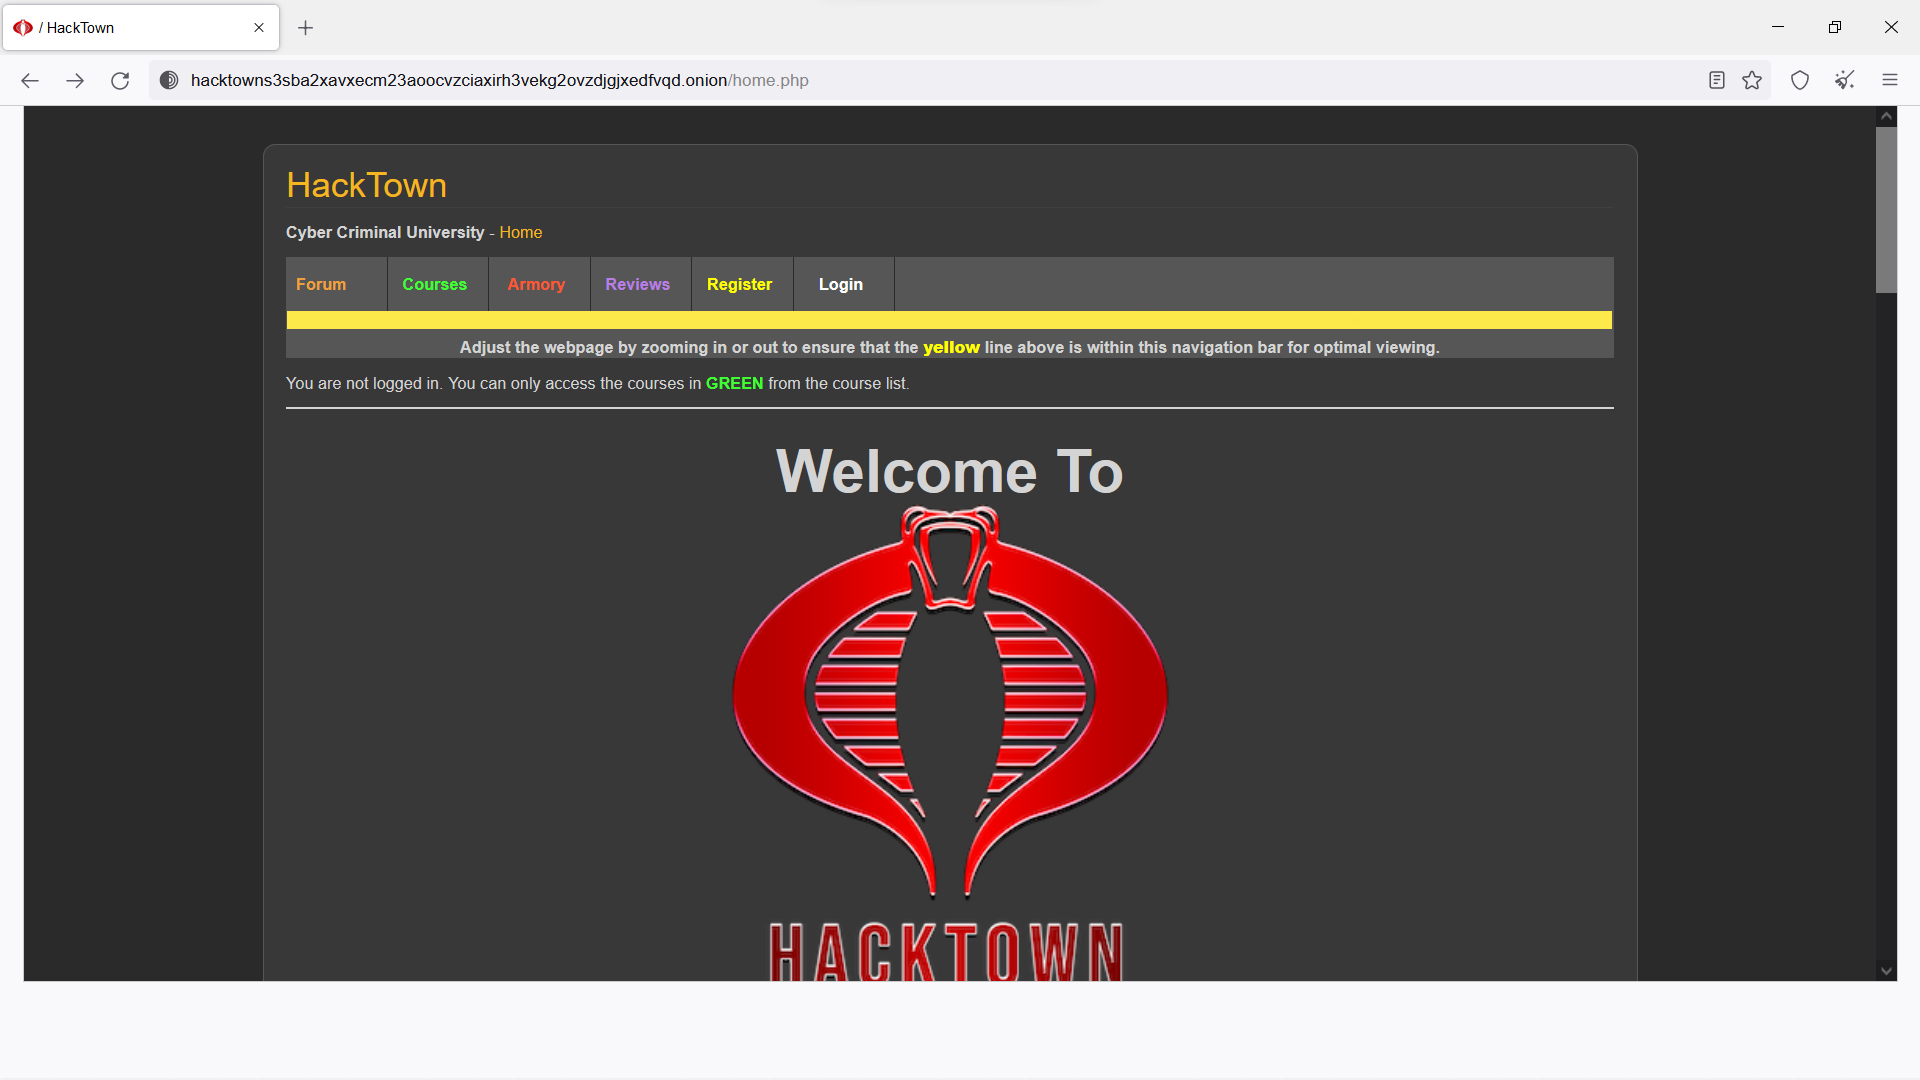 / HackTown
hacktowns3sba2xavxecm23aoocvzciaxirh3vekg2ovzdjgjxedfvqd.onion/home.php
HackTown
Cyber Criminal University - Home
Forum Courses Armory Reviews Register Login
Adjust the webpage by zooming in or out to ensure that the yellow line above is within this navigation bar for optimal viewing.
You are not logged in. You can only access the courses in GREEN from the course list.
Welcome To
HACKTOWN